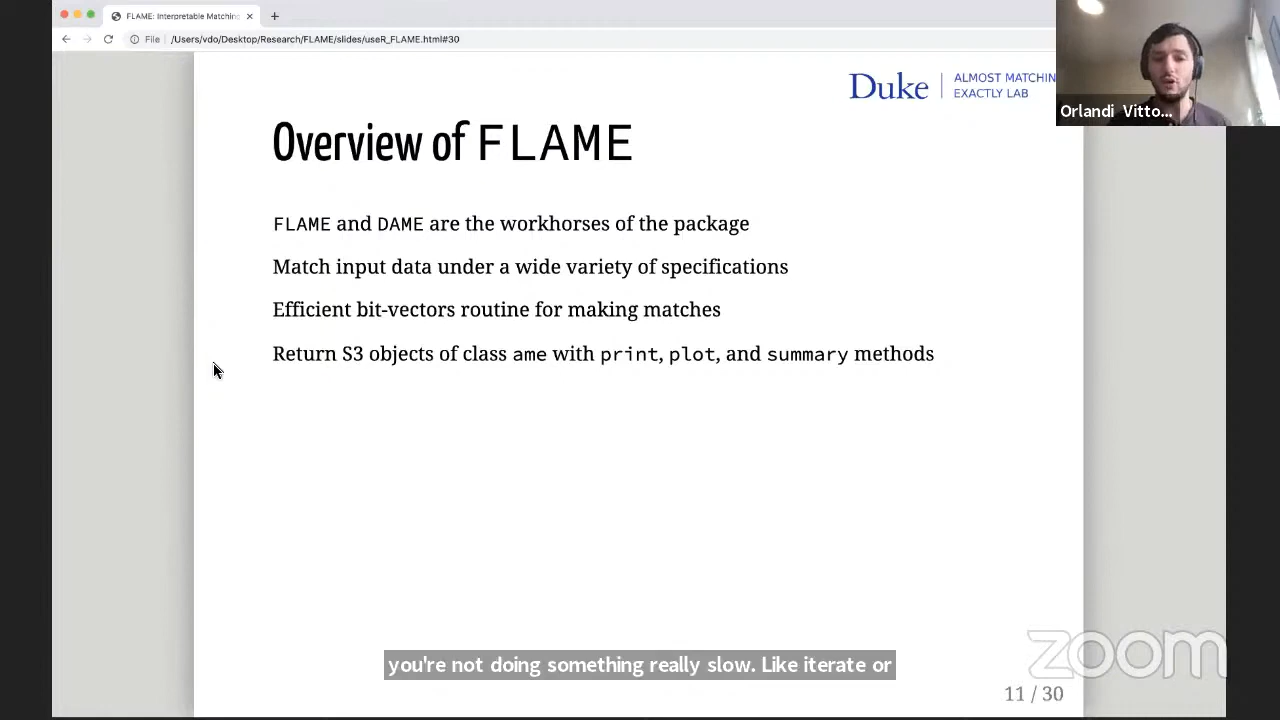 FLAME: Interpretable Matching
File
/Users/vdo/Desktop/Research/FLAME/slides/useR_FLAME.html#30
Duke
ALMOST MATCHIN
EXACTLY LAB
Orlandi Vitto...
Overview of FLAME
FLAME and DAME are the workhorses of the package
Match input data under a wide variety of specifications
Efficient bit-vectors routine for making matches
Return S3 objects of class ame with print, plot, and summary methods
you're not doing something really slow. Like iterate or
zoom
11 / 30